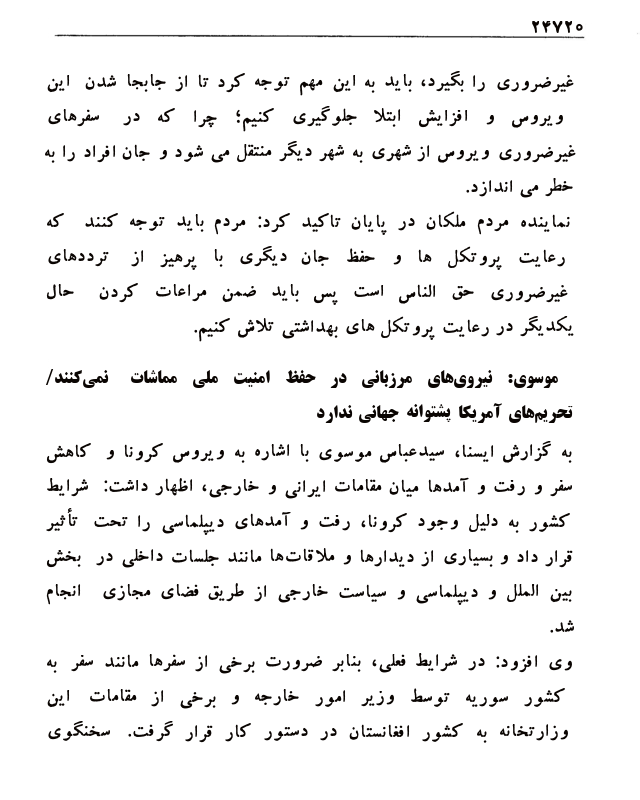 ۲۴۷۲۰
غیرضروری را بگیرد، باید به این مهم توجه کرد تا از جابجا شدن این
ویروس و افزایش ابتلا جلوگیری کنیم؛ چرا که در سفرهای
غیرضروری ویروس از شهری به شهر دیگر منتقل می شود و جان افراد را به
خطر می اندازد.
نماینده مردم ملکان در پایان تاکید کرد: مردم باید توجه کنند که
رعایت پروتکل ها و حفظ جان دیگری با پرهیز از ترددهای
غیرضروری حق الناس است پس باید ضمن مراعات کردن حال
یکدیگر در رعایت پروتکل های بهداشتی تلاش کنیم.
موسوی: نیروی‌های مرزبانی در حفظ امنیت ملی مماشات نمی‌کنند/
تحریم‌های آمریکا پشتوانه جهانی ندارد
به گزارش ایسنا، سیدعباس موسوی با اشاره به ویروس کرونا و کاهش
سفر و رفت و آمدها میان مقامات ایرانی و خارجی، اظهار داشت: شرایط
کشور به دلیل وجود کرونا، رفت و آمدهای دیپلماسی را تحت تأثیر
قرار داد و بسیاری از دیدارها و ملاقات‌ها مانند جلسات داخلی در بخش
بین الملل و دیپلماسی و سیاست خارجی از طریق فضای مجازی انجام
شد.
وی افزود: در شرایط فعلی، بنابر ضرورت برخی از سفرها مانند سفر به
کشور سوریه توسط وزیر امور خارجه و برخی از مقامات این
وزارتخانه به کشور افغانستان در دستور کار قرار گرفت. سخنگوی